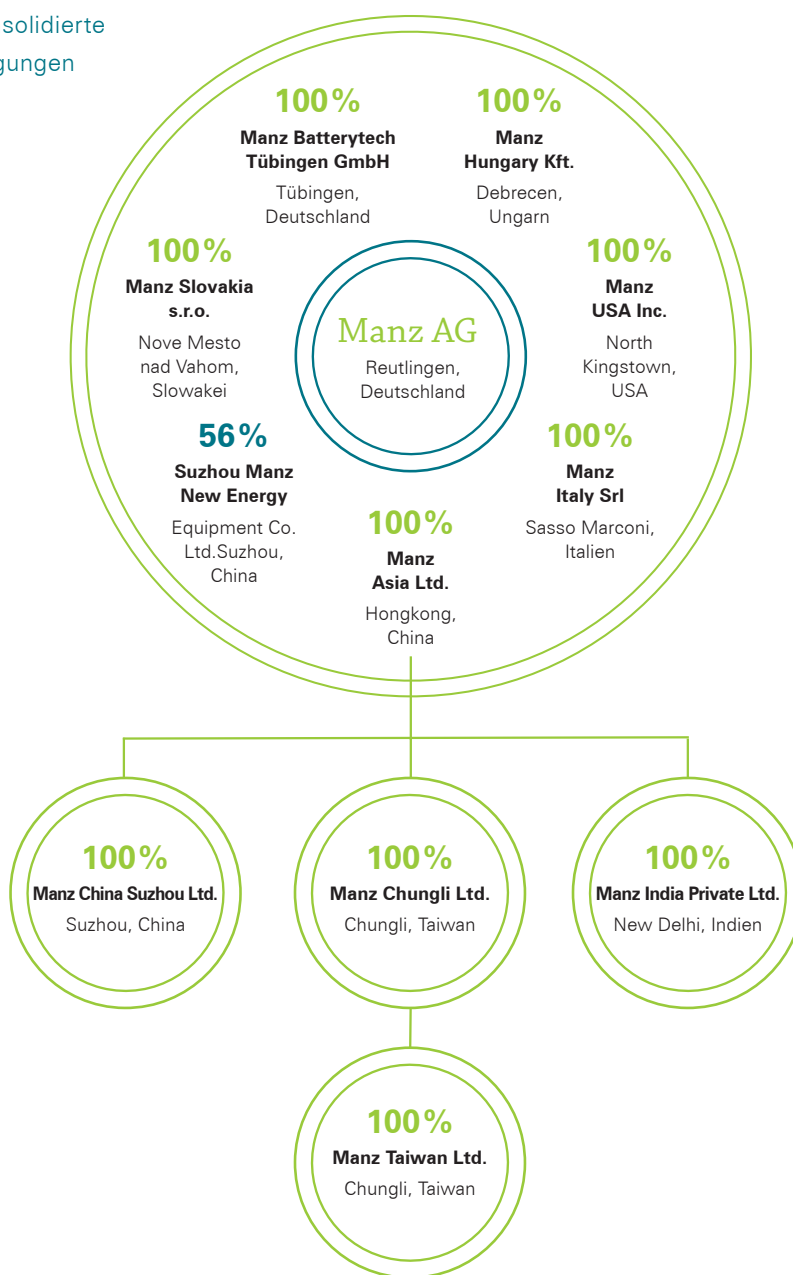 solidierte
gungen
100%
Manz Batterytech
Tübingen GmbH
Tübingen,
Deutschland
100%
Manz
Hungary Kft.
Debrecen,
Ungarn
100%
Manz Slovakia
s.r.o.
Nove Mesto
nad Vahom,
Slowakei
Manz AG
Reutlingen,
Deutschland
100%
Manz
USA Inc.
North
Kingstown,
USA
56%
Suzhou Manz
New Energy
Equipment Co.
Ltd.Suzhou,
China
100%
Manz
Asia Ltd.
Hongkong,
China
100%
Manz
Italy Srl
Sasso Marconi,
Italien
100%
Manz China Suzhou Ltd.
Suzhou, China
100%
Manz Chungli Ltd.
Chungli, Taiwan
100%
Manz India Private Ltd.
New Delhi, Indien
100%
Manz Taiwan Ltd.
Chungli, Taiwan